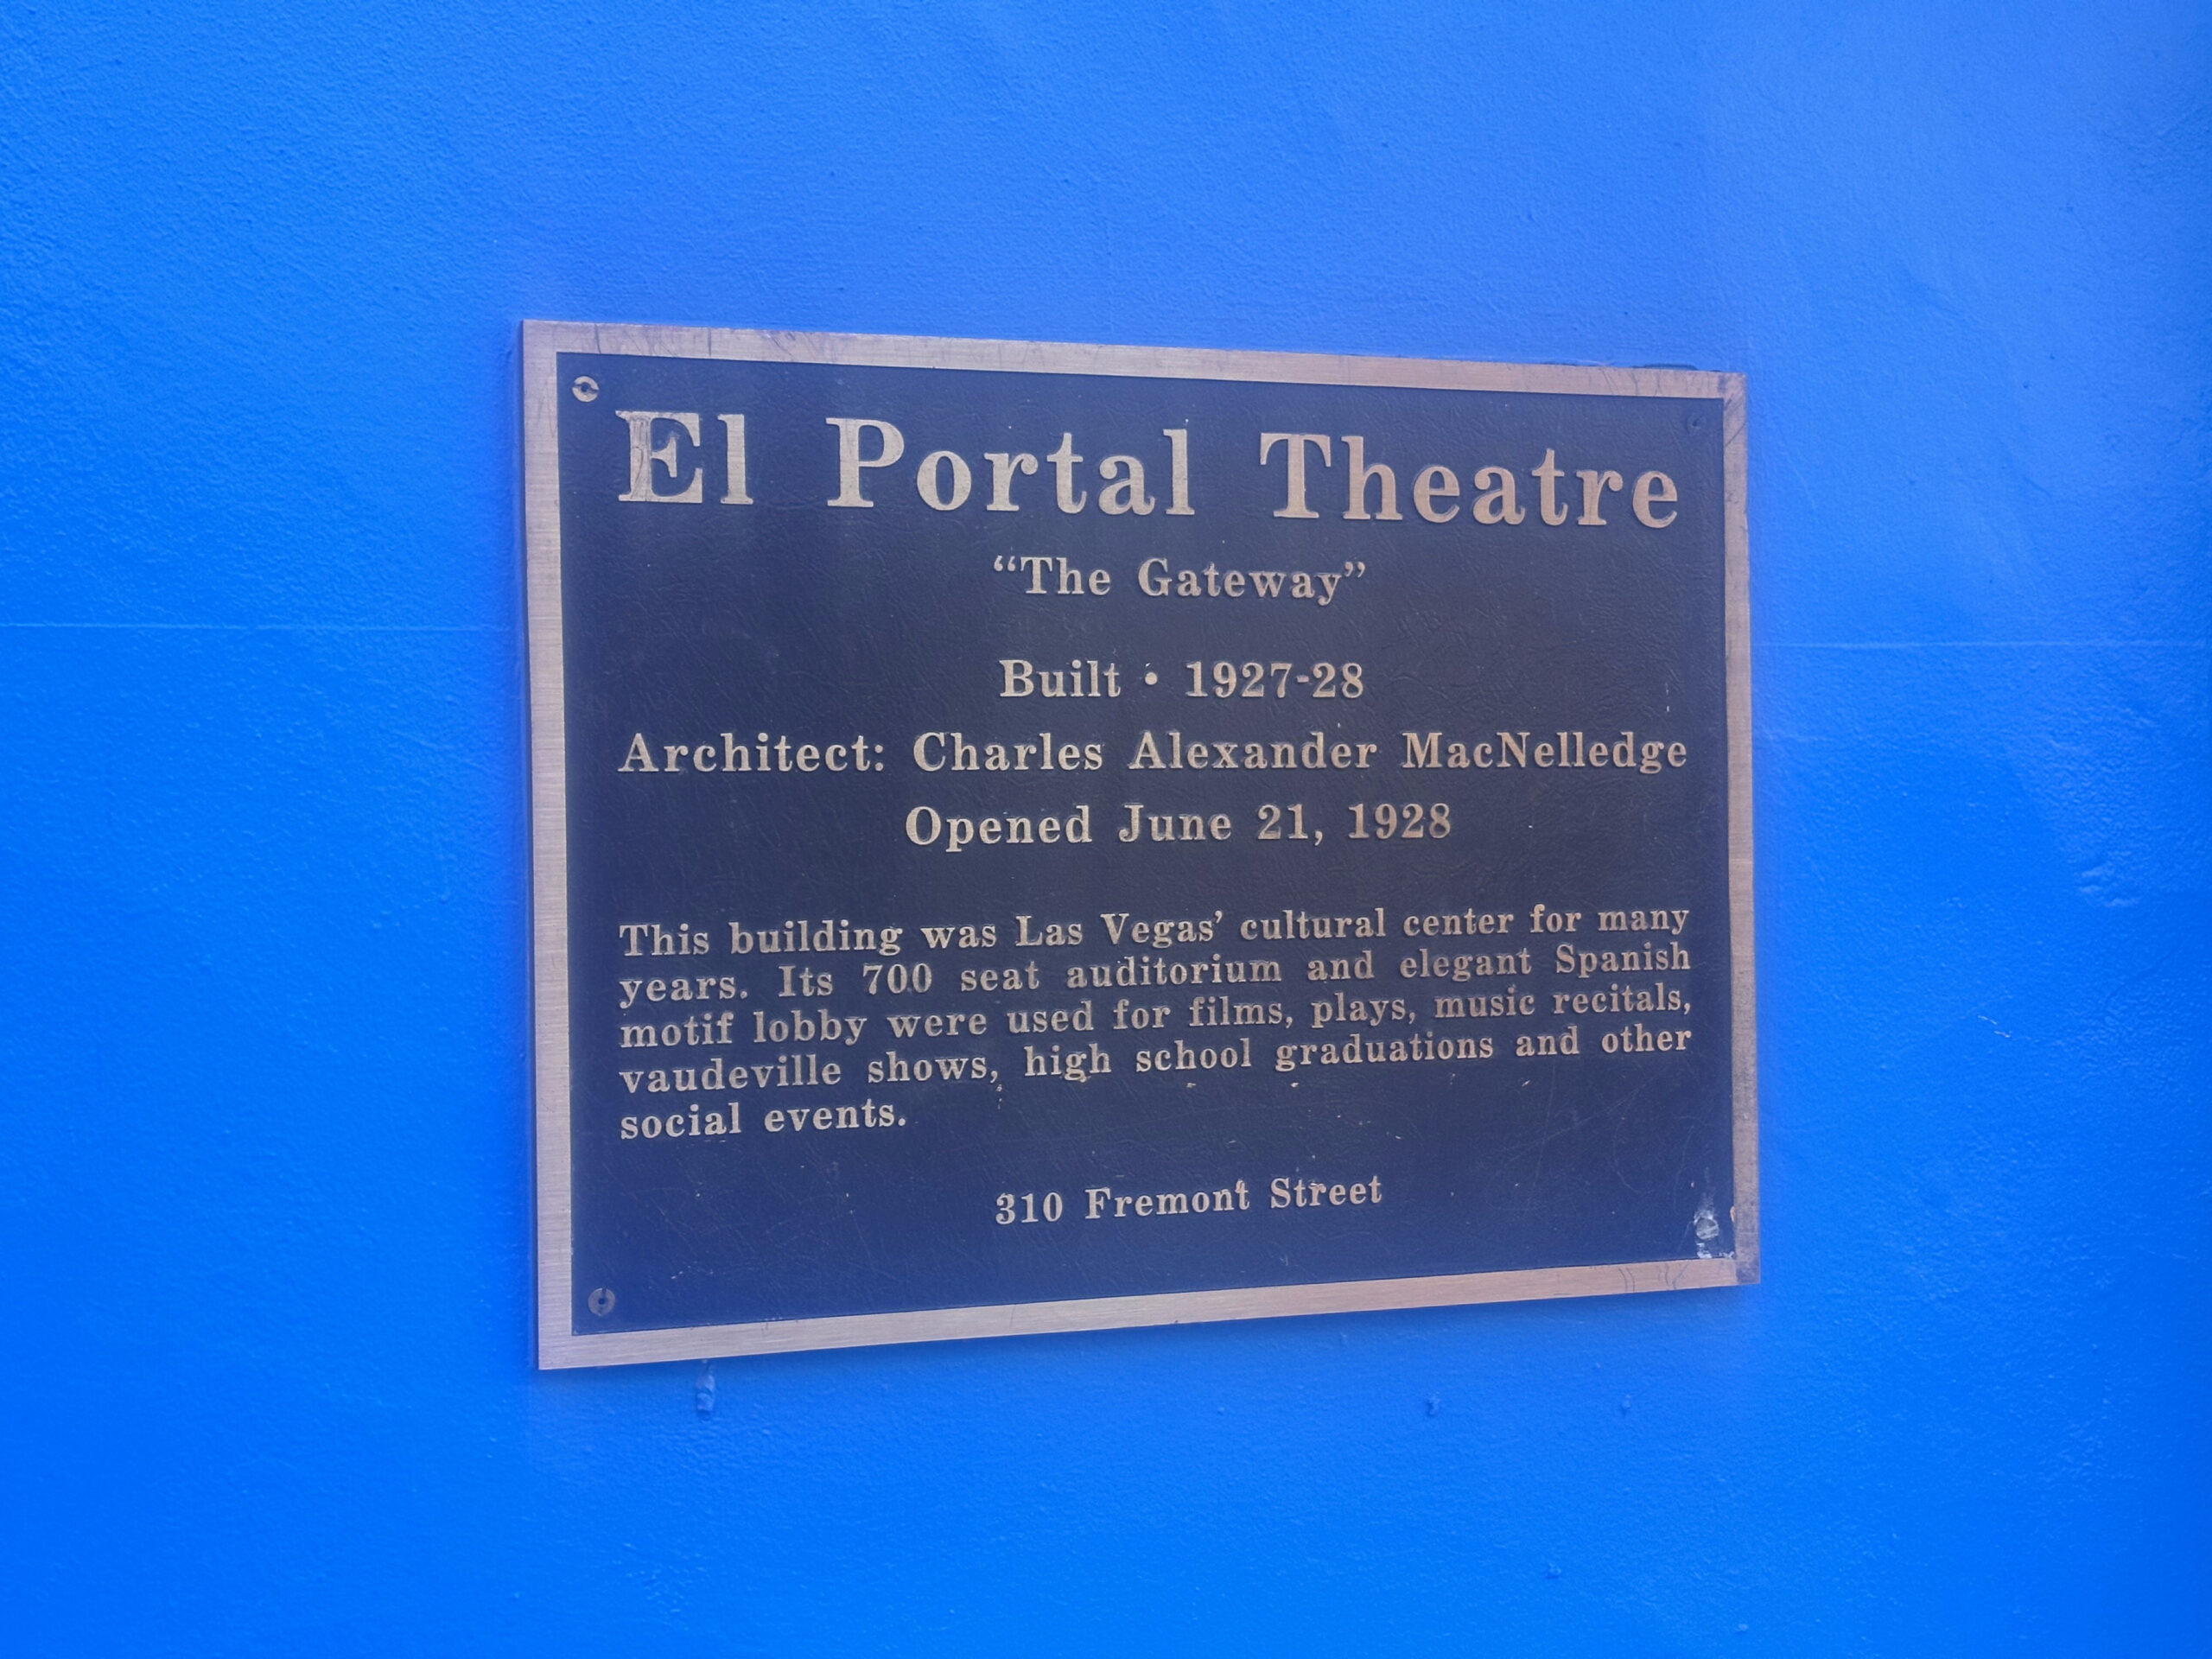 El Portal Theatre
“The Gateway”
Built • 1927-28
Architect: Charles Alexander MacNelledge
Opened June 21, 1928
This building was Las Vegas’ cultural center for many
years. Its 700 seat auditorium and elegant Spanish
motif lobby were used for films, plays, music recitals,
vaudeville shows, high school graduations and other
social events.
310 Fremont Street